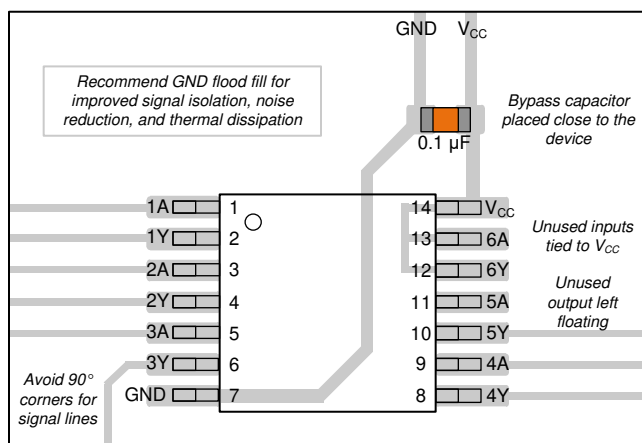 GND VCC
Recommend GND flood fill for
improved signal isolation, noise
reduction, and thermal dissipation
Bypass capacitor
placed close to the
device
0.1 µF
1A 1 14 VCC
1Y 2 13 6A
Unused inputs
tied to VCC
2A 3 12 6Y
2Y 4 11 5A
Unused
output left
floating
3A 5 10 5Y
3Y 6 9 4A
GND 7 8 4Y
Avoid 90°
corners for
signal lines